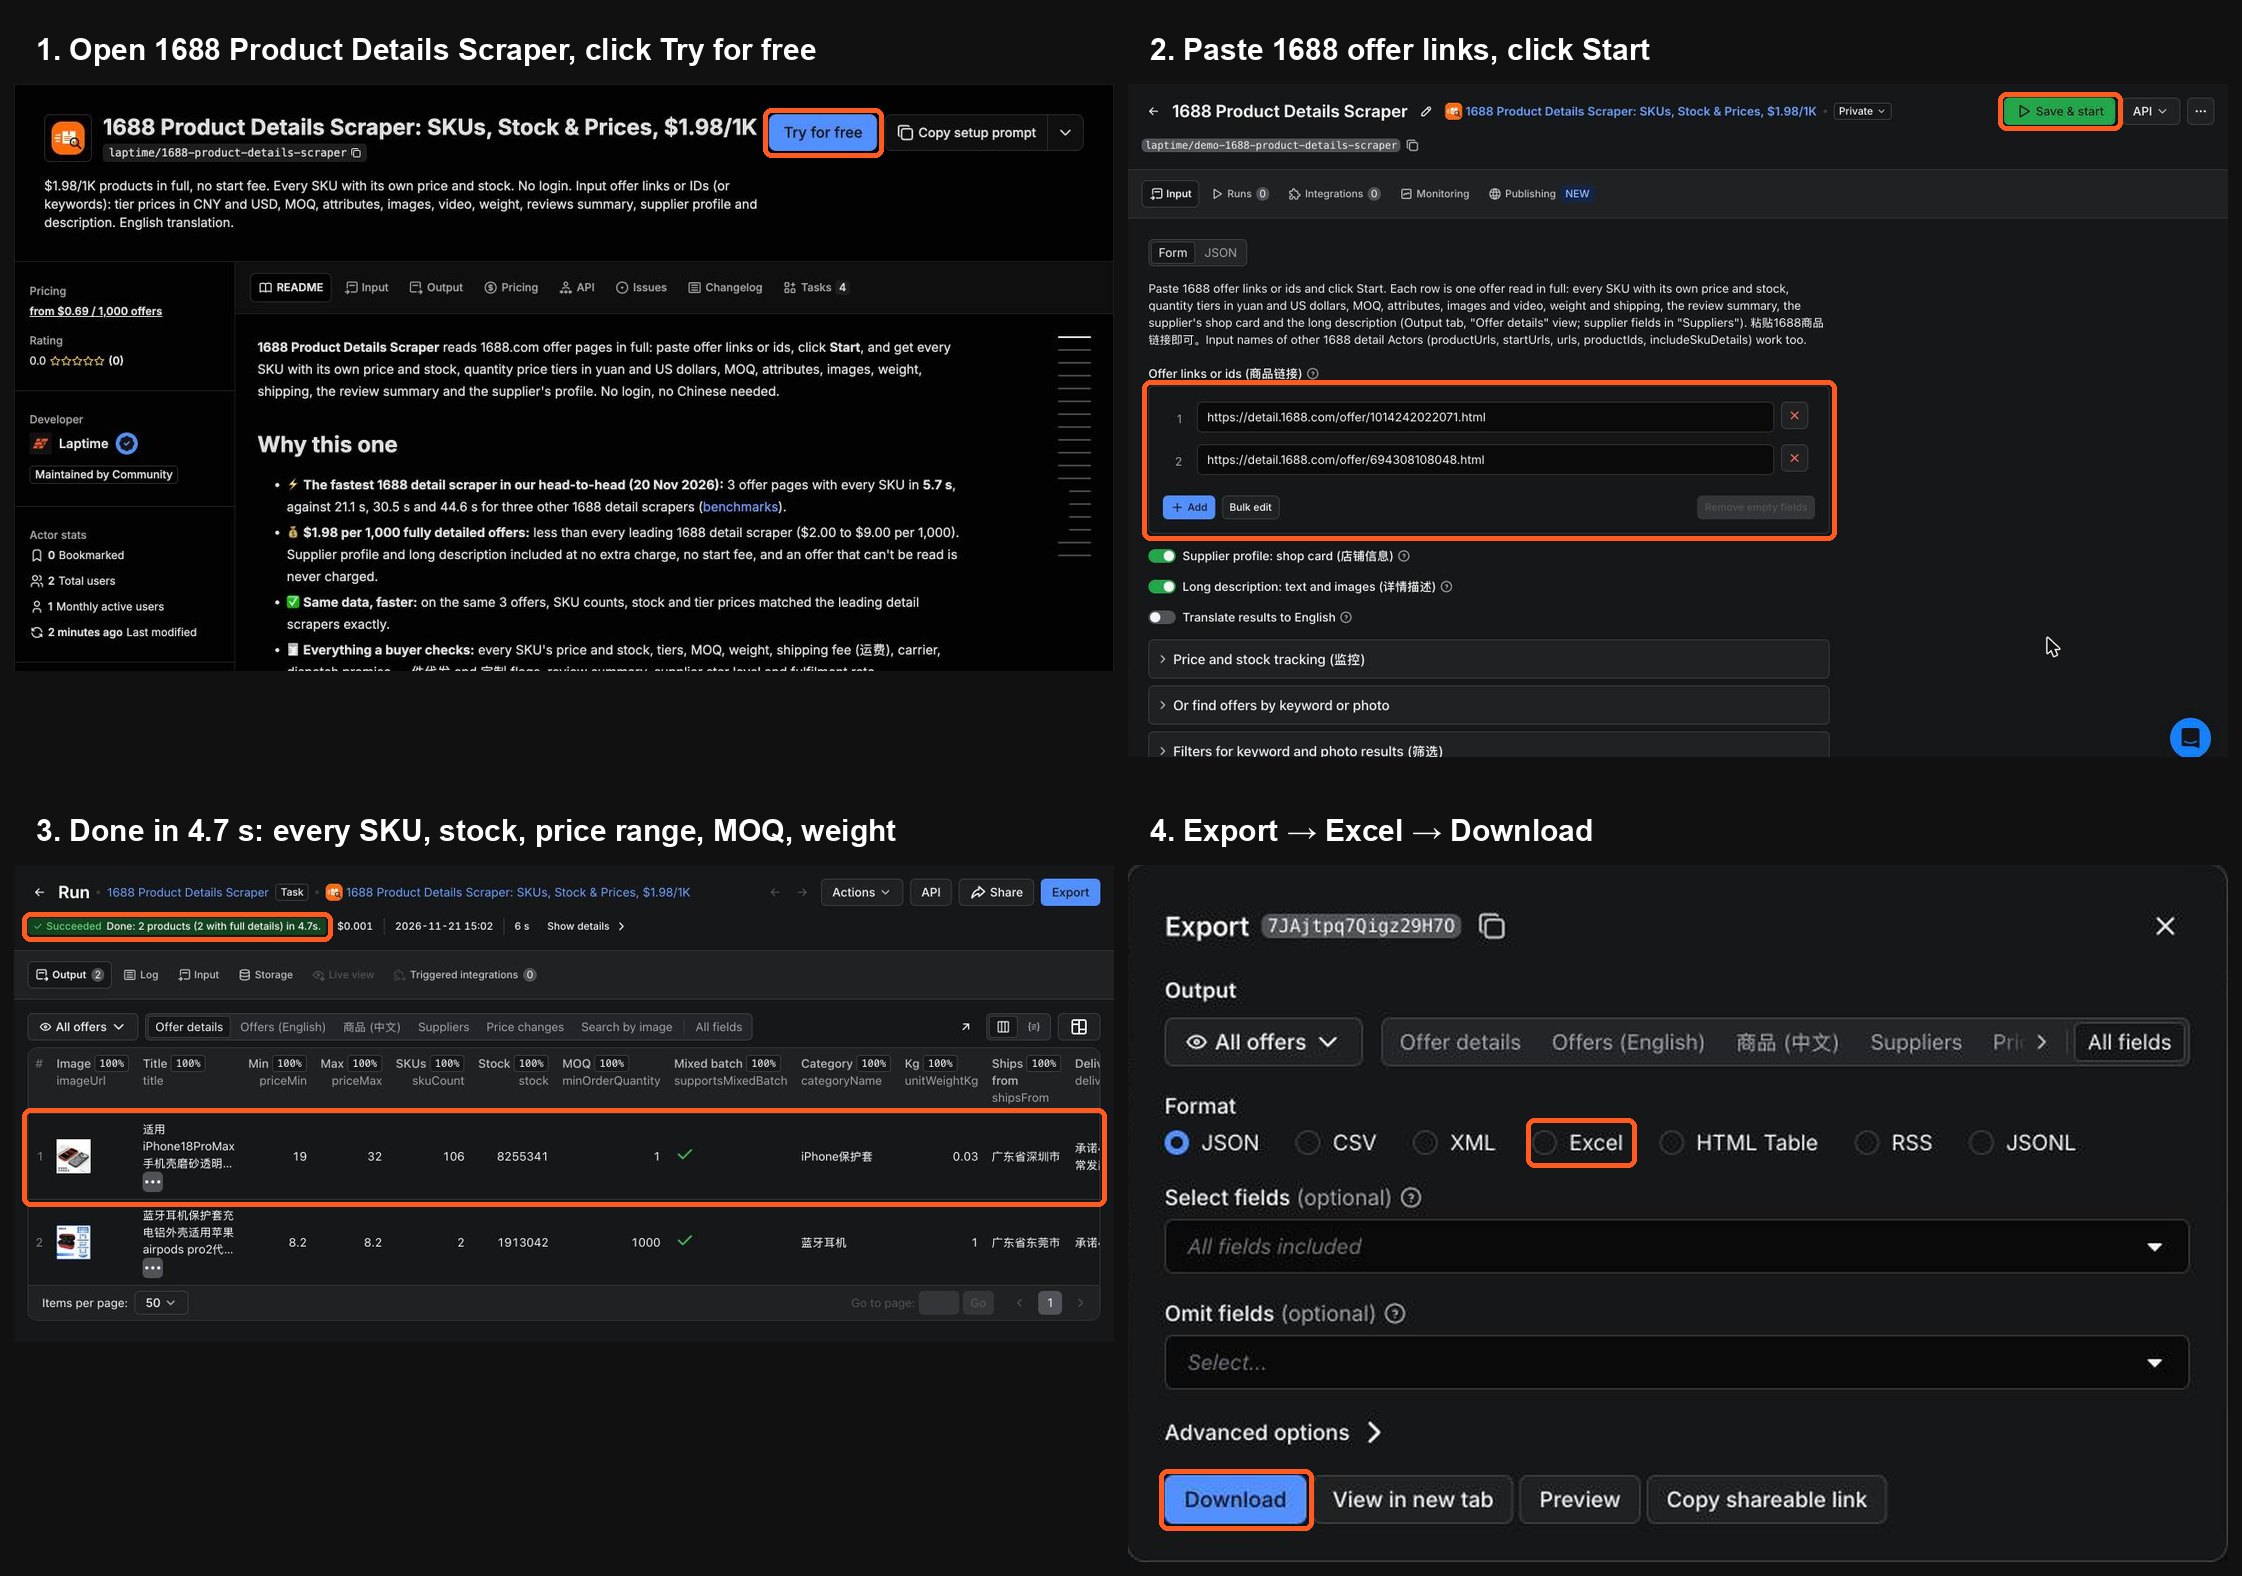 1. Open 1688 Product Details Scraper, click Try for free
1688 Product Details Scraper: SKUs, Stock & Prices, $1.98/1K
Try for free
Copy setup prompt
laptime/1688-product-details-scraper
$1.98/1K products in full, no start fee. Every SKU with its own price and stock. No login. Input offer links or IDs (or
keywords): tier prices in CNY and USD, MOQ, attributes, images, video, weight, reviews summary, supplier profile and
description. English translation.
Pricing
from $0.69 / 1,000 offers
Rating
0.0 (0)
Developer
Laptime
Maintained by Community
Actor stats
0 Bookmarked
2 Total users
1 Monthly active users
2 minutes ago Last modified
README Input Output Pricing API Issues Changelog Tasks 4
1688 Product Details Scraper reads 1688.com offer pages in full: paste offer links or ids, click Start, and get every
SKU with its own price and stock, quantity price tiers in yuan and US dollars, MOQ, attributes, images, weight,
shipping, the review summary and the supplier's profile. No login, no Chinese needed.
Why this one
• ⚡ The fastest 1688 detail scraper in our head-to-head (20 Nov 2026): 3 offer pages with every SKU in 5.7 s,
against 21.1 s, 30.5 s and 44.6 s for three other 1688 detail scrapers (benchmarks).
• 💰 $1.98 per 1,000 fully detailed offers: less than every leading 1688 detail scraper ($2.00 to $9.00 per 1,000).
Supplier profile and long description included at no extra charge, no start fee, and an offer that can't be read is
never charged.
• ✅ Same data, faster: on the same 3 offers, SKU counts, stock and tier prices matched the leading detail
scrapers exactly.
• Everything a buyer checks: every SKU's price and stock, tiers, MOQ, weight, shipping fee (运费), carrier,
2. Paste 1688 offer links, click Start
1688 Product Details Scraper 1688 Product Details Scraper: SKUs, Stock & Prices, $1.98/1K Private
Save & start
API
laptime/demo-1688-product-details-scraper
Input Runs 0 Integrations 0 Monitoring Publishing NEW
Form JSON
Paste 1688 offer links or ids and click Start. Each row is one offer read in full: every SKU with its own price and stock,
quantity tiers in yuan and US dollars, MOQ, attributes, images and video, weight and shipping, the review summary, the
supplier's shop card and the long description (Output tab, "Offer details" view; supplier fields in "Suppliers"). 粘贴1688商品
链接即可。Input names of other 1688 detail Actors (productUrls, startUrls, urls, productIds, includeSkuDetails) work too.
Offer links or ids (商品链接)
1 https://detail.1688.com/offer/1014242022071.html
2 https://detail.1688.com/offer/694308108048.html
+ Add
Bulk edit
Remove empty fields
Supplier profile: shop card (店铺信息)
Long description: text and images (详情描述)
Translate results to English
Price and stock tracking (监控)
Or find offers by keyword or photo
Filters for keyword and photo results (筛选)
3. Done in 4.7 s: every SKU, stock, price range, MOQ, weight
Run 1688 Product Details Scraper Task 1688 Product Details Scraper: SKUs, Stock & Prices, $1.98/1K
Actions API Share Export
Succeeded Done: 2 products (2 with full details) in 4.7s. $0.001 2026-11-21 15:02 6 s Show details
Output 2 Log Input Storage Live view Triggered integrations 0
All offers Offer details Offers (English) 商品 (中文) Suppliers Price changes Search by image All fields
# Image 100% Title 100% Min 100% Max 100% SKUs 100% Stock 100% MOQ 100% Mixed batch 100% Category 100% Kg 100% Ships 100% Deliv
imageUrl title priceMin priceMax skuCount stock minOrderQuantity supportsMixedBatch categoryName unitWeightKg from deliv
shipsFrom
1 适用
iPhone18ProMax
手机壳磨砂透明...
19 32 106 8255341 1 iPhone保护套 0.03 广东省深圳市 承诺
常发
2 蓝牙耳机保护套充
电铝外壳适用苹果
airpods pro2代...
8.2 8.2 2 1913042 1000 蓝牙耳机 1 广东省东莞市 承诺
Items per page: 50
Go to page: Go 1
4. Export → Excel → Download
Export 7JAjtpq7Qigz29H7O
Output
All offers Offer details Offers (English) 商品 (中文) Suppliers Pri All fields
Format
JSON CSV XML Excel HTML Table RSS JSONL
Select fields (optional)
All fields included
Omit fields (optional)
Select...
Advanced options
Download View in new tab Preview Copy shareable link